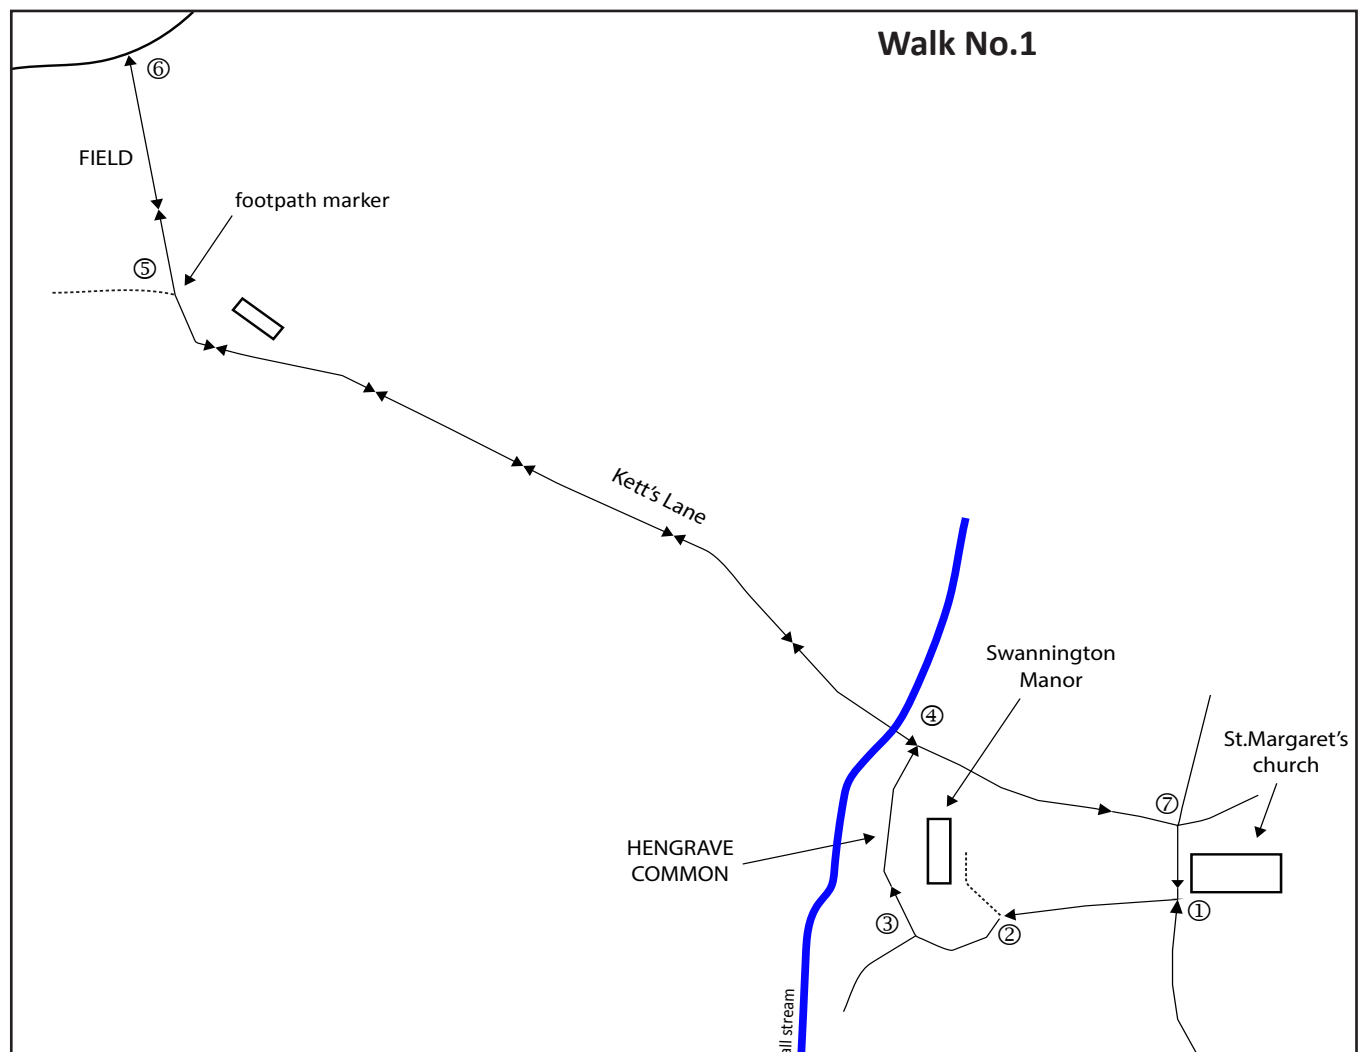 Walk No.1
⑥
FIELD
footpath marker
⑤
Kett's Lane
Swannington
Manor
④
St.Margaret's
church
⑦
HENGRAVE
COMMON
①
③
②
stream